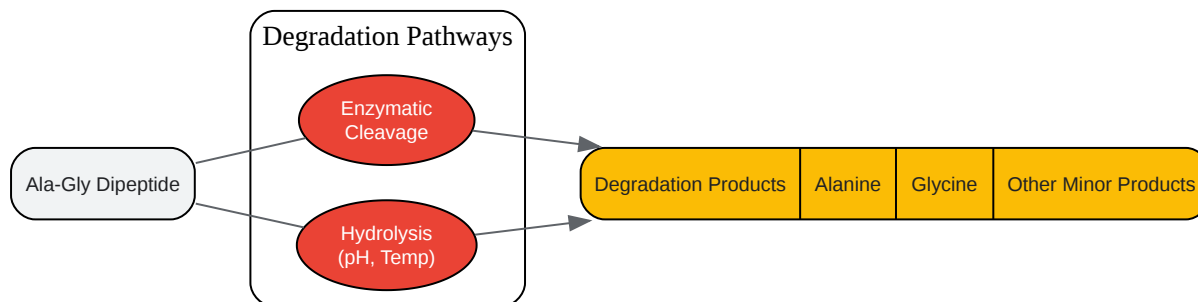 Degradation Pathways
Enzymatic
Cleavage
Ala-Gly Dipeptide
Hydrolysis
(pH, Temp)
Degradation Products
Alanine
Glycine
Other Minor Products